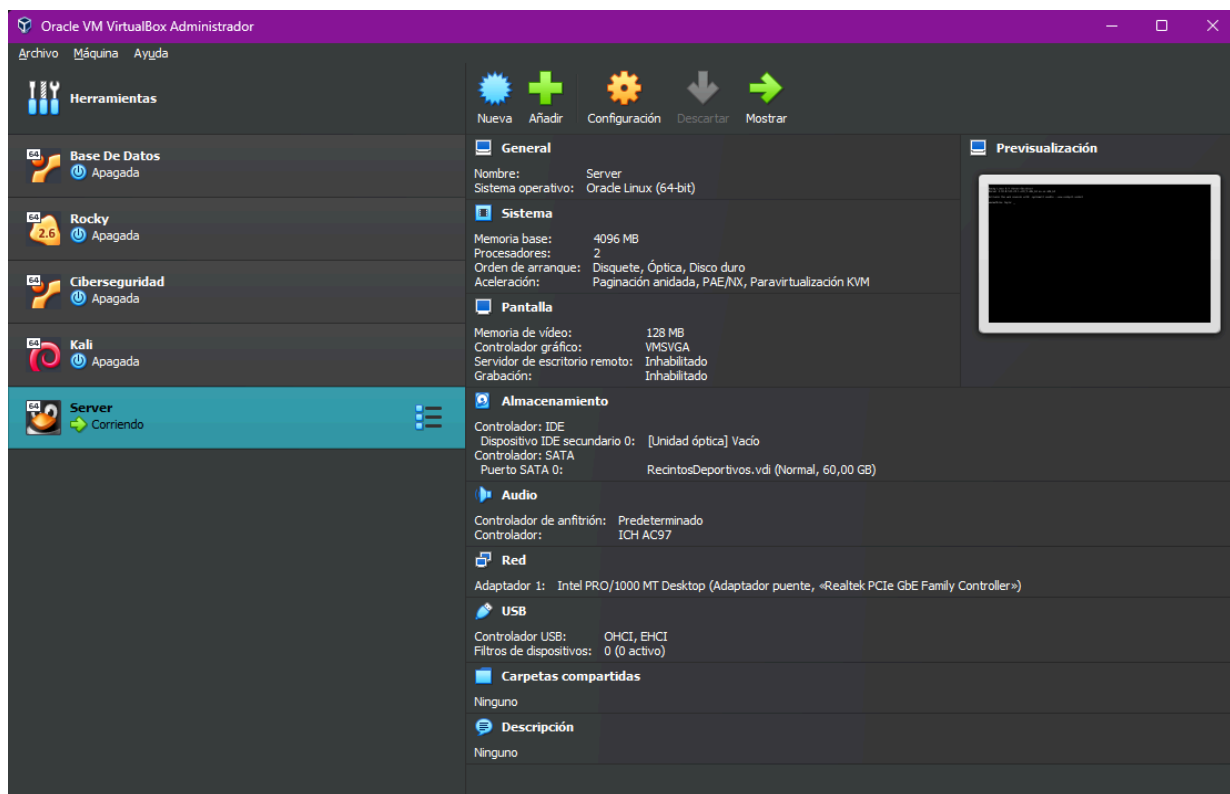 Oracle VM VirtualBox Administrador
Archivo Máquina Ayuda
Herramientas
Nueva Añadir Configuración Descartar Mostrar
64
Base De Datos
Apagada
64
2.6
Rocky
Apagada
64
Ciberseguridad
Apagada
64
Kali
Apagada
64
Server
Corriendo
General
Nombre: Server
Sistema operativo: Oracle Linux (64-bit)
Sistema
Memoria base: 4096 MB
Procesadores: 2
Orden de arranque: Disquete, Óptica, Disco duro
Aceleración: Paginación anidada, PAE/NX, Paravirtualización KVM
Pantalla
Memoria de vídeo: 128 MB
Controlador gráfico: VMSVGA
Servidor de escritorio remoto: Inhabilitado
Grabación: Inhabilitado
Previsualización
Almacenamiento
Controlador: IDE
Dispositivo IDE secundario 0: [Unidad óptica] Vacío
Controlador: SATA
Puerto SATA 0: RecintosDeportivos.vdi (Normal, 60,00 GB)
Audio
Controlador de anfitrión: Predeterminado
Controlador: ICH AC97
Red
Adaptador 1: Intel PRO/1000 MT Desktop (Adaptador puente, «Realtek PCIe GbE Family Controller»)
USB
Controlador USB: OHCI, EHCI
Filtros de dispositivos: 0 (0 activo)
Carpetas compartidas
Ninguno
Descripción
Ninguno